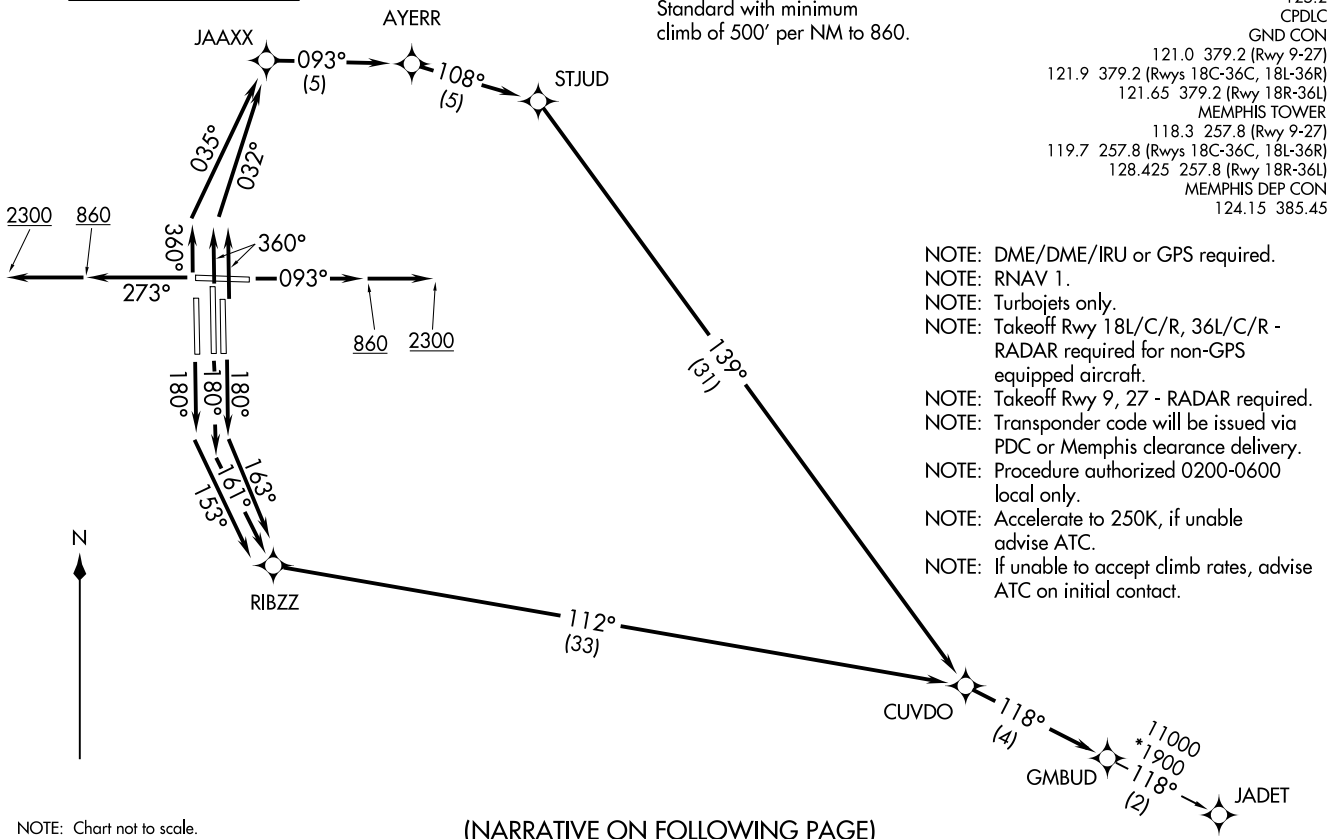 AYERR
JAAXX
093°
(5)
108°
(5)
STJUD
Standard with minimum
climb of 500' per NM to 860.
CPDLC
GND CON
121.0 379.2 (Rwy 9-27)
121.9 379.2 (Rwys 18C-36C, 18L-36R)
121.65 379.2 (Rwy 18R-36L)
MEMPHIS TOWER
118.3 257.8 (Rwy 9-27)
119.7 257.8 (Rwys 18C-36C, 18L-36R)
128.425 257.8 (Rwy 18R-36L)
MEMPHIS DEP CON
124.15 385.45
035°
032°
2300
860
360°
360°
273°
093°
860
2300
139°
(31)
180°
180°
180°
153°
161°
163°
NOTE: DME/DME/IRU or GPS required.
NOTE: RNAV 1.
NOTE: Turbojets only.
NOTE: Takeoff Rwy 18L/C/R, 36L/C/R -
RADAR required for non-GPS
equipped aircraft.
NOTE: Takeoff Rwy 9, 27 - RADAR required.
NOTE: Transponder code will be issued via
PDC or Memphis clearance delivery.
NOTE: Procedure authorized 0200-0600
local only.
NOTE: Accelerate to 250K, if unable
advise ATC.
NOTE: If unable to accept climb rates, advise
ATC on initial contact.
N
RIBZZ
112°
(33)
CUVDO
118°
(4)
GMBUD
11000
*1900
118°
(2)
JADET
NOTE: Chart not to scale.
(NARRATIVE ON FOLLOWING PAGE)